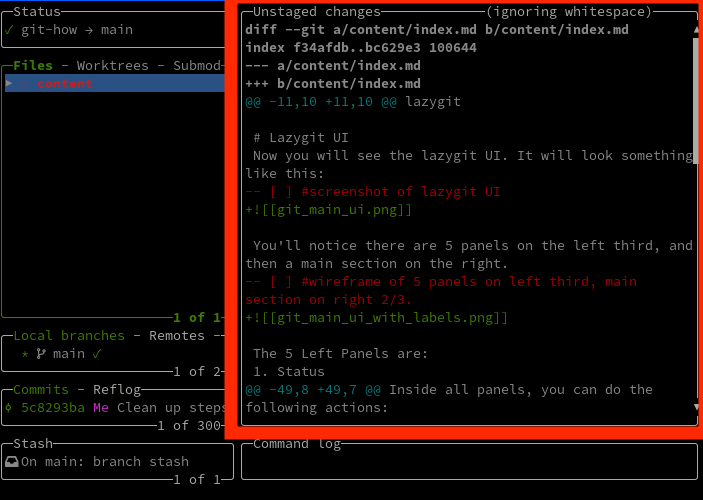 Status
✓ git-how → main
Files - Worktrees - Submod
▶ content
1 of 1
Local branches - Remotes -
* main ✓
1 of 2
Commits - Reflog
5c8293ba Me Clean up steps
1 of 300
Stash
On main: branch stash
1 of 1
Unstaged changes (ignoring whitespace)
diff --git a/content/index.md b/content/index.md
index f34afdb..bc629e3 100644
--- a/content/index.md
+++ b/content/index.md
@@ -11,10 +11,10 @@ lazygit
# Lazygit UI
Now you will see the lazygit UI. It will look something
like this:
-- [ ] #screenshot of lazygit UI
+![[git_main_ui.png]]
You'll notice there are 5 panels on the left third, and
then a main section on the right.
-- [ ] #wireframe of 5 panels on left third, main
section on right 2/3.
+![[git_main_ui_with_labels.png]]
The 5 Left Panels are:
1. Status
@@ -49,8 +49,7 @@ Inside all panels, you can do the
following actions:
Command log